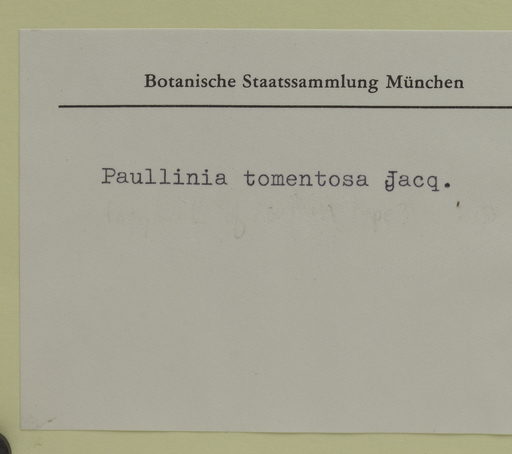 Botanische Staatssammlung München
Paullinia tomentosa Jacq.